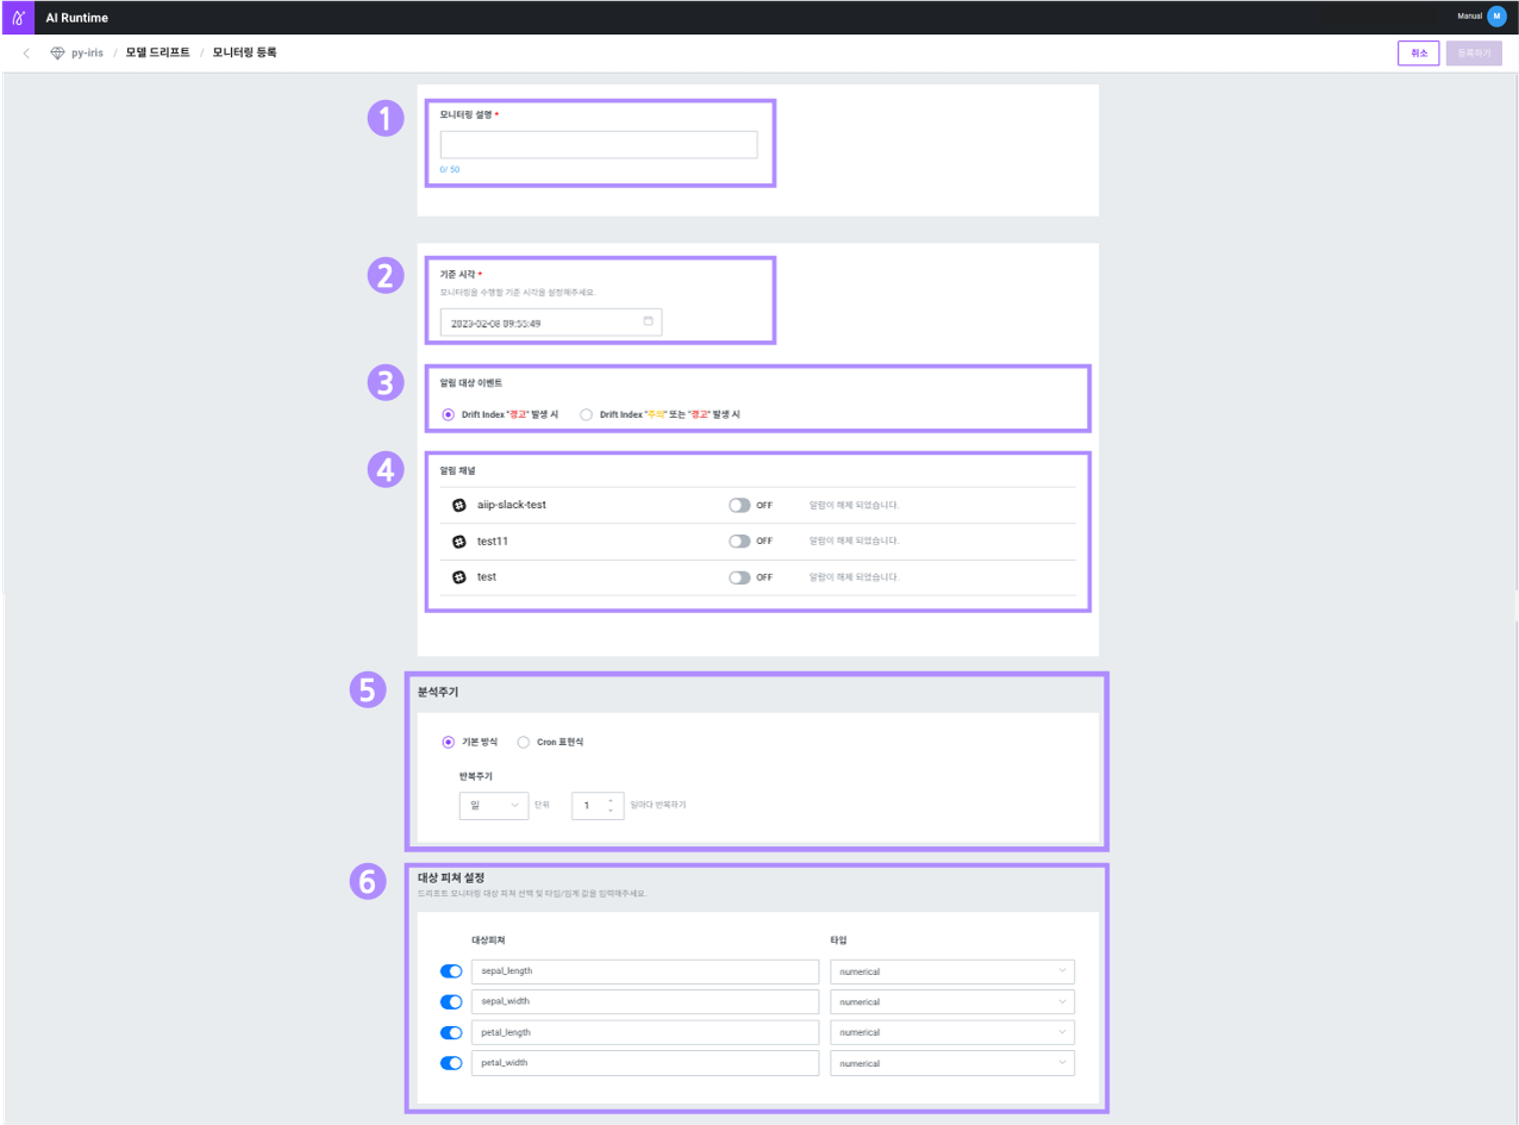 AI Runtime
Manual M
py-iris / 모델 드리프트 / 모니터링 등록
취소 등록하기
1
모니터링 설명 *
0/ 50
2
기준 시각 *
모니터링을 수행할 기준 시각을 설정해주세요.
2023-02-08 09:55:49
3
알림 대상 이벤트
Drift Index "경고" 발생 시 Drift Index "주의" 또는 "경고" 발생 시
4
알림 채널
aiip-slack-test OFF 알람이 해제 되었습니다.
test11 OFF 알람이 해제 되었습니다.
test OFF 알람이 해제 되었습니다.
5
분석주기
기본 방식 Cron 표현식
반복주기
일 단위 1 일마다 반복하기
6
대상 피쳐 설정
드리프트 모니터링 대상 피쳐 선택 및 타입/임계 값을 입력해주세요.
대상피쳐 타입
sepal_length numerical
sepal_width numerical
petal_length numerical
petal_width numerical